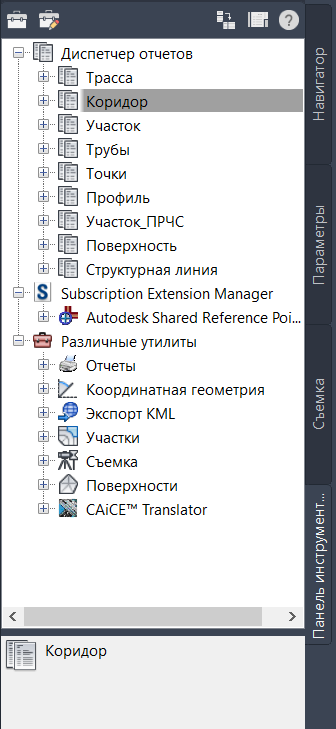 Диспетчер отчетов
Трасса
Коридор
Участок
Трубы
Точки
Профиль
Участок_ПРЧС
Поверхность
Структурная линия
Subscription Extension Manager
Autodesk Shared Reference Poi...
Различные утилиты
Отчеты
Координатная геометрия
Экспорт KML
Участки
Съемка
Поверхности
CAiCE™ Translator
Коридор
Навигатор
Параметры
Съемка
Панель инструмент...